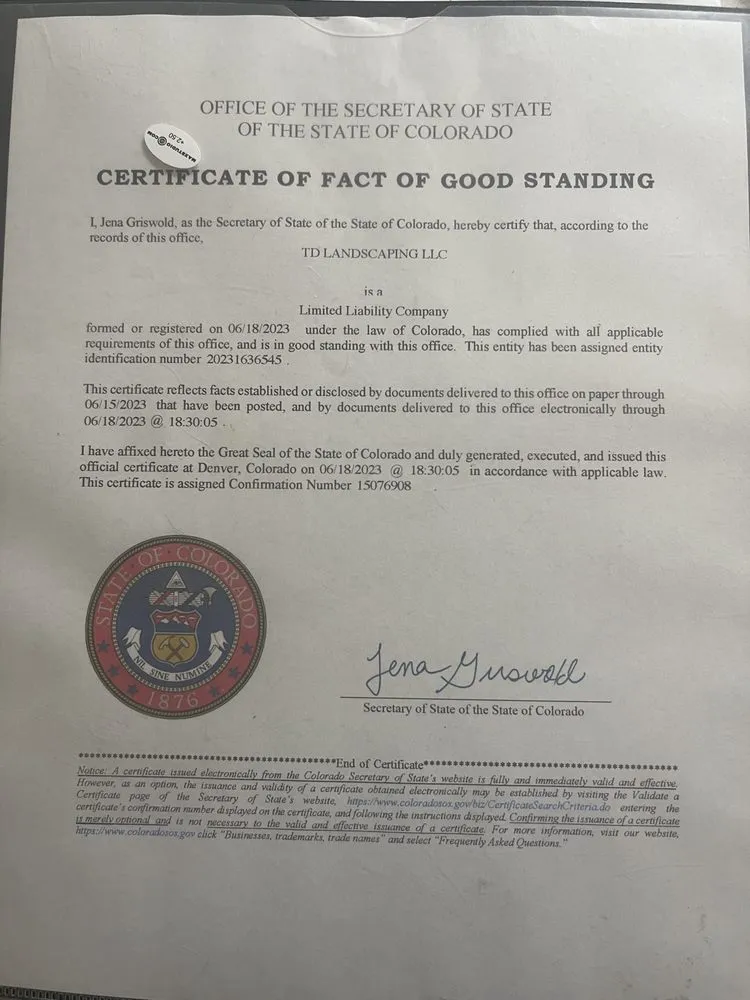 OFFICE OF THE SECRETARY OF STATE
OF THE STATE OF COLORADO
MAXSTUDIO@COM
+2.50
CERTIFICATE OF FACT OF GOOD STANDING
I, Jena Griswold, as the Secretary of State of the State of Colorado, hereby certify that, according to the
records of this office,
TD LANDSCAPING LLC
is a
Limited Liability Company
formed or registered on 06/18/2023 under the law of Colorado, has complied with all applicable
requirements of this office, and is in good standing with this office. This entity has been assigned entity
identification number 20231636545 .
This certificate reflects facts established or disclosed by documents delivered to this office on paper through
06/15/2023 that have been posted, and by documents delivered to this office electronically through
06/18/2023 @ 18:30:05 .
I have affixed hereto the Great Seal of the State of Colorado and duly generated, executed, and issued this
official certificate at Denver, Colorado on 06/18/2023 @ 18:30:05 in accordance with applicable law.
This certificate is assigned Confirmation Number 15076908
STATE OF COLORADO
NIL SINE NUMINE
1876
Jena Griswold
Secretary of State of the State of Colorado
*********************************************End of Certificate*********************************************
Notice: A certificate issued electronically from the Colorado Secretary of State's website is fully and immediately valid and effective.
However, as an option, the issuance and validity of a certificate obtained electronically may be established by visiting the Validate a
Certificate page of the Secretary of State's website, https://www.coloradosos.gov/biz/CertificateSearchCriteria.do entering the
certificate's confirmation number displayed on the certificate, and following the instructions displayed. Confirming the issuance of a certificate
is merely optional and is not necessary to the valid and effective issuance of a certificate. For more information, visit our website,
https://www.coloradosos.gov click "Businesses, trademarks, trade names" and select "Frequently Asked Questions."